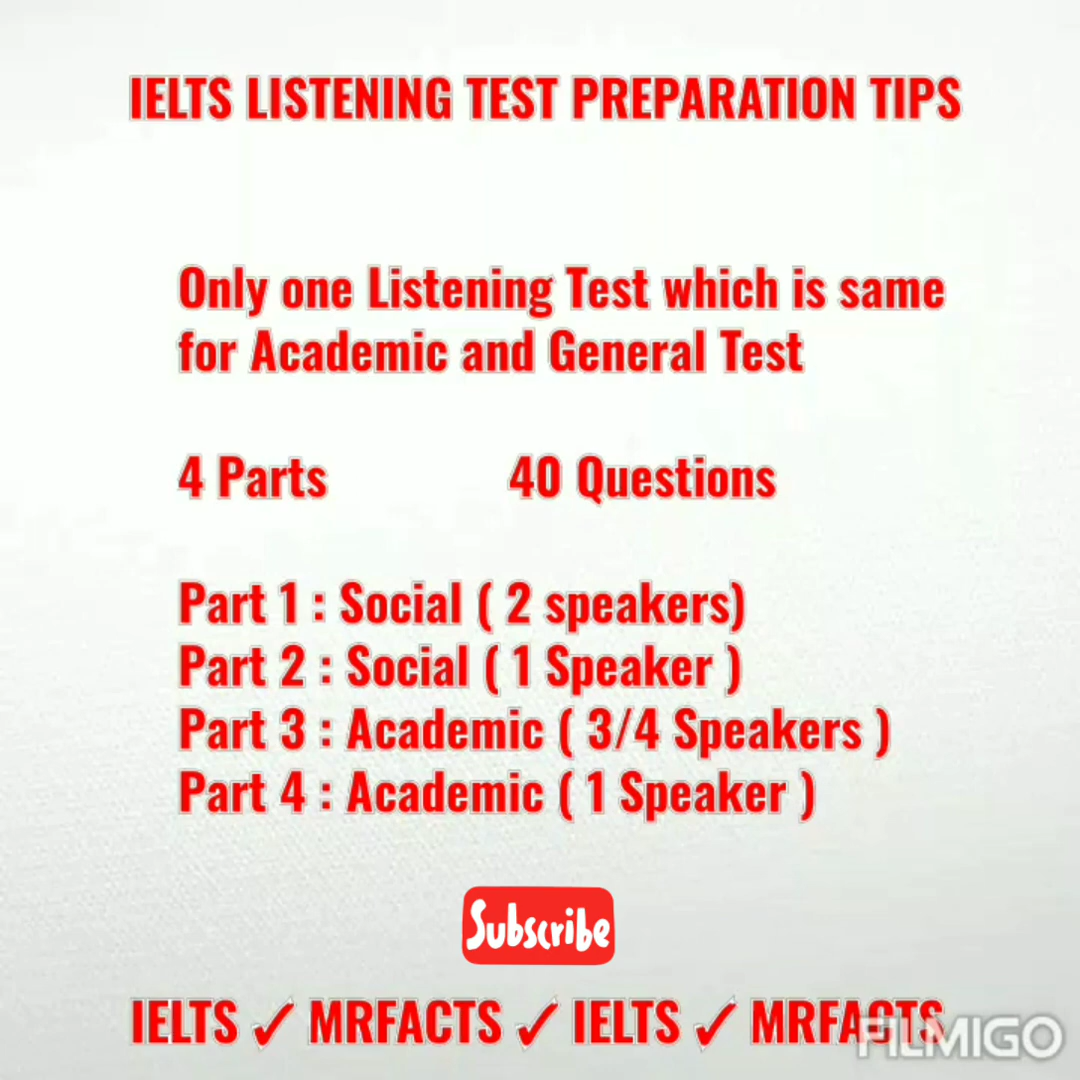 IELTS LISTENING TEST PREPARATION TIPS
Only one Listening Test which is same
for Academic and General Test
4 Parts 40 Questions
Part 1 : Social ( 2 speakers)
Part 2 : Social ( 1 Speaker )
Part 3 : Academic ( 3/4 Speakers )
Part 4 : Academic ( 1 Speaker )
Subscribe
IELTS ✓ MRFACTS ✓ IELTS ✓ MRFACTS
FILMIGO